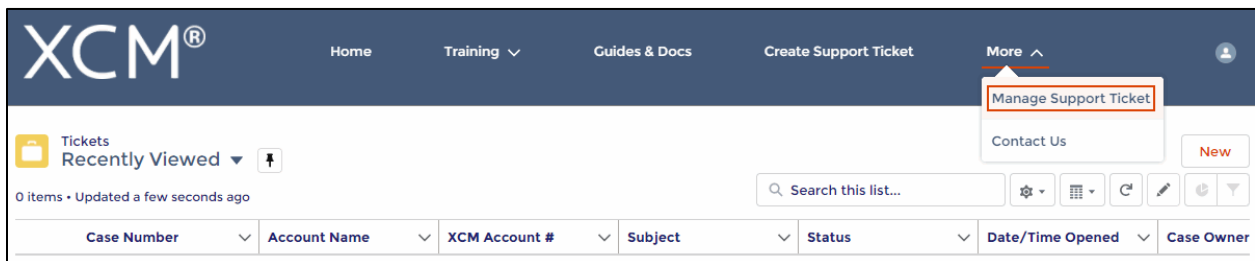 XCM®
Home Training Guides & Docs Create Support Ticket More
Manage Support Ticket
Contact Us
Tickets
Recently Viewed
New
0 items • Updated a few seconds ago
Search this list...
Case Number Account Name XCM Account # Subject Status Date/Time Opened Case Owner